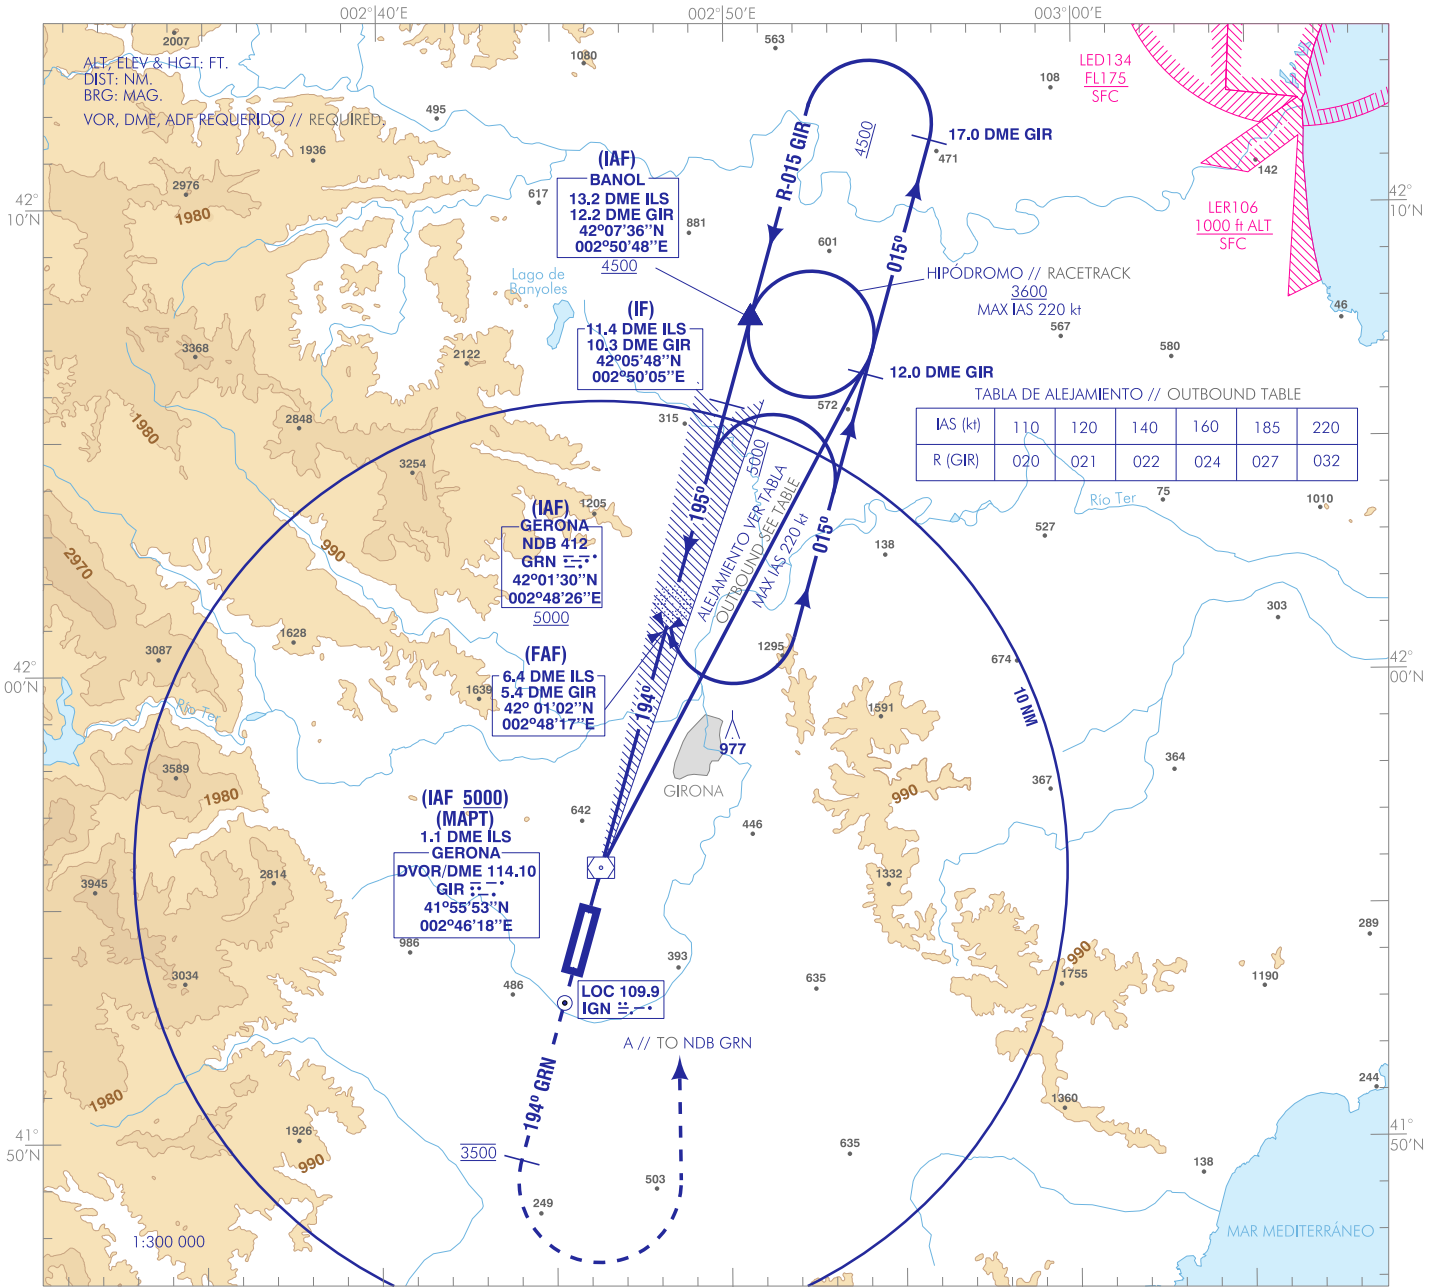 002°40'E
002°50'E
003°00'E
ALT, ELEV & HGT: FT.
DIST: NM.
BRG: MAG.
VOR, DME, ADF REQUERIDO // REQUIRED.
2007
1080
563
108
495
1936
2976
1980
617
881
601
471
142
46
LED134
FL175
SFC
LER106
1000 ft ALT
SFC
42°
10'N
42°
10'N
(IAF)
BANOL
13.2 DME ILS
12.2 DME GIR
42°07'36''N
002°50'48''E
4500
R-015 GIR
4500
17.0 DME GIR
015°
HIPÓDROMO // RACETRACK
3600
MAX IAS 220 kt
567
580
Lago de
Banyoles
(IF)
11.4 DME ILS
10.3 DME GIR
42°05'48''N
002°50'05''E
12.0 DME GIR
3368
2122
2848
1980
3254
315
572
TABLA DE ALEJAMIENTO // OUTBOUND TABLE
IAS (kt) 110 120 140 160 185 220
R (GIR) 020 021 022 024 027 032
5000
195°
ALEJAMIENTO VER TABLA
OUTBOUND SEE TABLE
MAX IAS 220 kt
015°
1205
138
527
75
Río Ter
1010
303
(IAF)
GERONA
NDB 412
GRN
42°01'30''N
002°48'26''E
5000
990
2970
1628
3087
1639
42°
00'N
42°
00'N
Río Ter
(FAF)
6.4 DME ILS
5.4 DME GIR
42° 01'02''N
002°48'17''E
194°
1295
674
10 NM
1591
977
GIRONA
364
367
990
3589
1980
642
446
(IAF 5000)
(MAPT)
1.1 DME ILS
GERONA
DVOR/DME 114.10
GIR
41°55'53''N
002°46'18''E
2814
3945
1332
986
3034
486
393
635
990
1755
1190
289
LOC 109.9
IGN
A // TO NDB GRN
194° GRN
1980
1926
990
3500
249
503
635
1360
244
138
41°
50'N
41°
50'N
1:300 000
MAR MEDITERRÁNEO